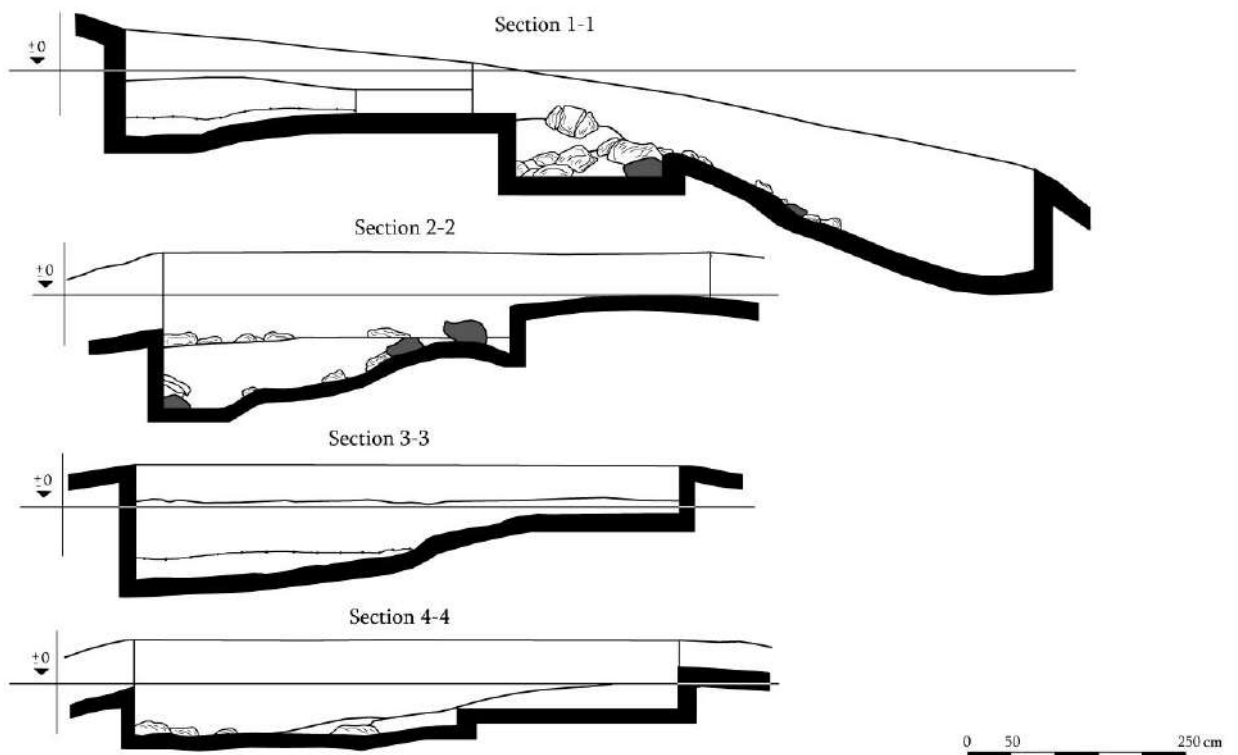 Section 1-1
±0
Section 2-2
±0
Section 3-3
±0
Section 4-4
±0
0 50 250 cm